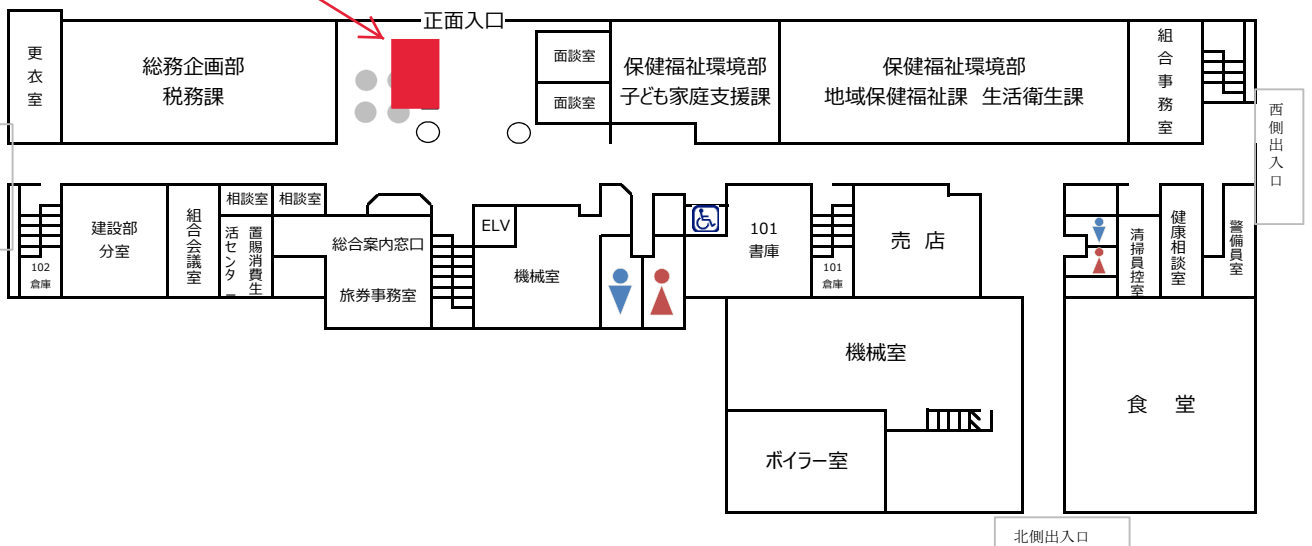 正面入口
更衣室
総務企画部
税務課
面談室
面談室
保健福祉環境部
子ども家庭支援課
保健福祉環境部
地域保健福祉課 生活衛生課
組合事務室
西側出入口
102
倉庫
建設部
分室
組合会議室
相談室
相談室
置賜消費生
活センター
総合案内窓口
旅券事務室
ELV
機械室
101
書庫
101
倉庫
売店
清掃員控室
健康相談室
警備員室
機械室
ボイラー室
食堂
北側出入口